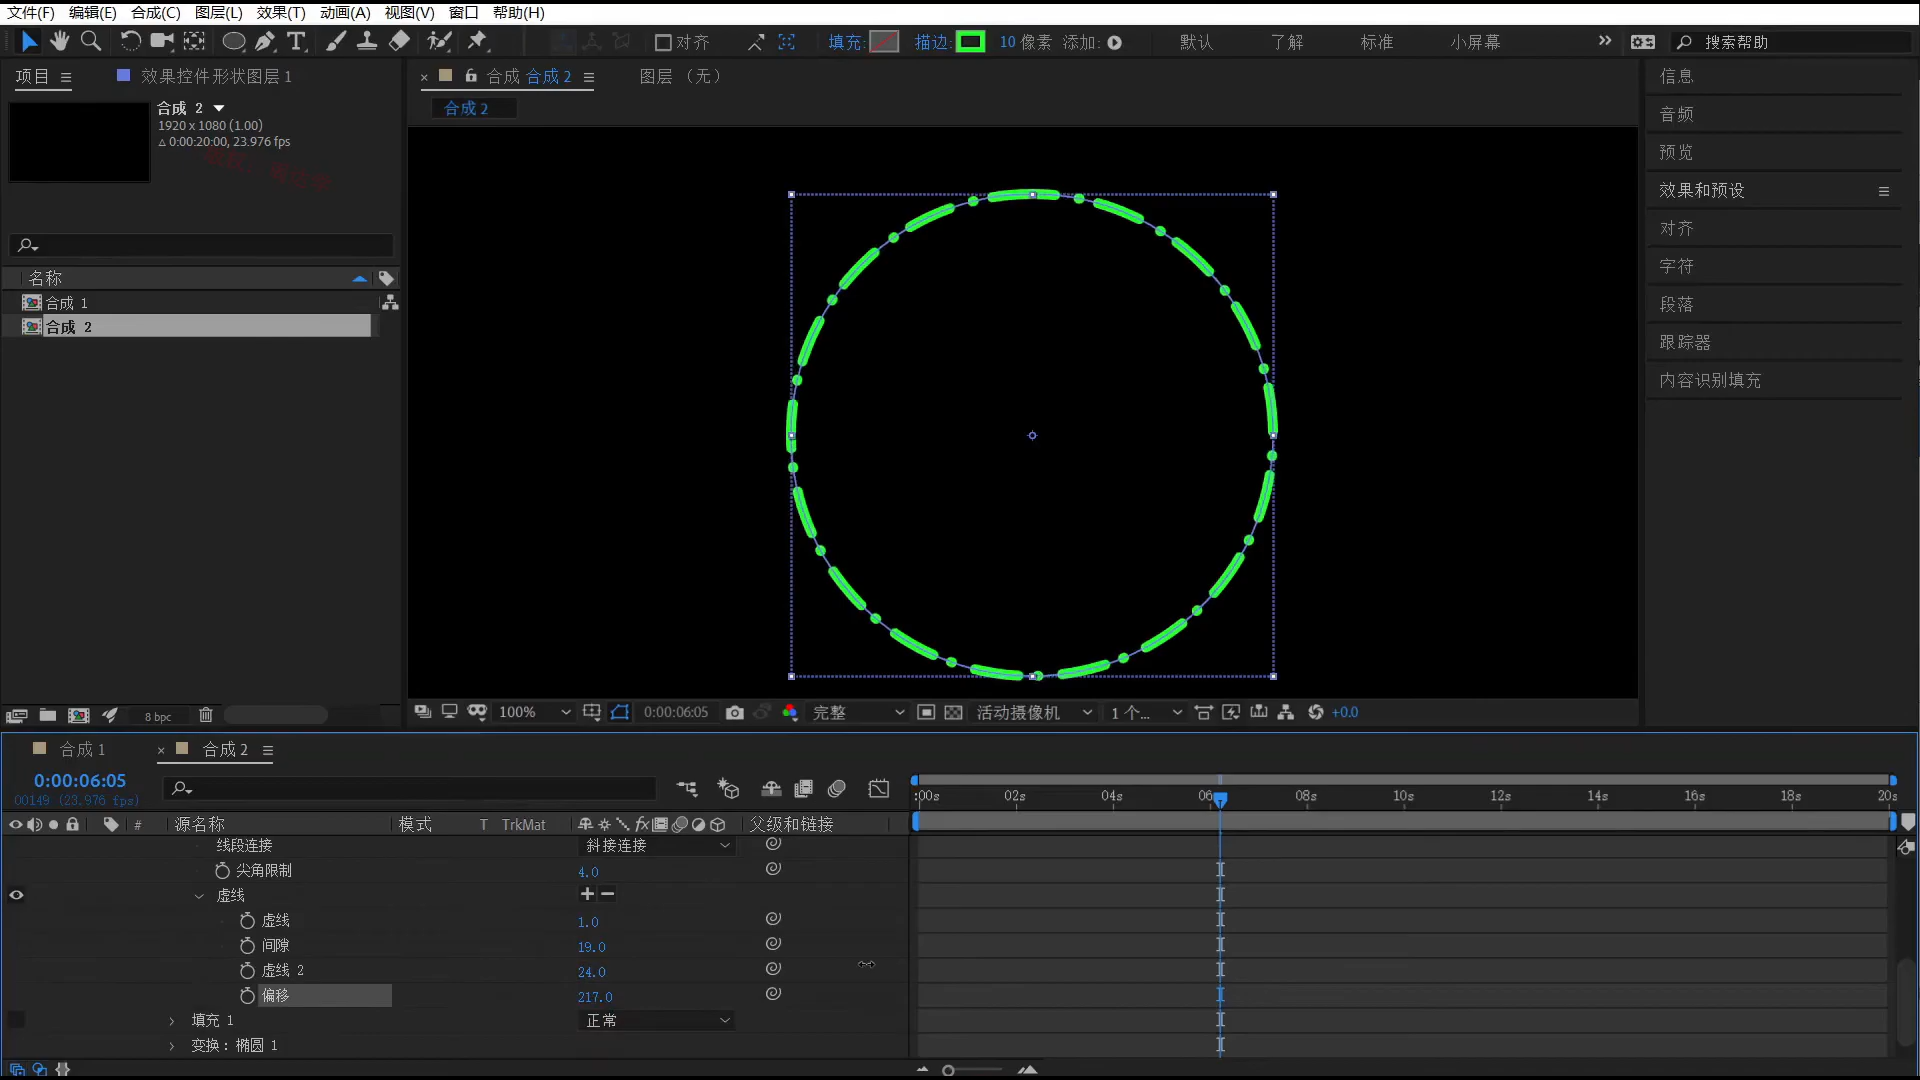 文件(F) 编辑(E) 合成(C) 图层(L) 效果(T) 动画(A) 视图(V) 窗口 帮助(H)
对齐 填充: 描边: 10 像素 添加: 默认 了解 标准 小屏幕 搜索帮助
项目 效果控件形状图层 1
合成 合成 2 图层 （无）
合成 2
合成 2
1920 x 1080 (1.00)
△ 0:00:20:00, 23.976 fps
名称
合成 1
合成 2
8 bpc
100% 0:00:06:05 完整 活动摄像机 1 个... +0.0
信息
音频
预览
效果和预设
对齐
字符
段落
跟踪器
内容识别填充
合成 1 合成 2
0:00:06:05
00149 (23.976 fps)
:00s 02s 04s 06 08s 10s 12s 14s 16s 18s 20s
# 源名称 模式 T TrkMat fx 父级和链接
线段连接 斜接连接
尖角限制 4.0
虚线
虚线 1.0
间隙 19.0
虚线 2 24.0
偏移 217.0
填充 1 正常
变换: 椭圆 1